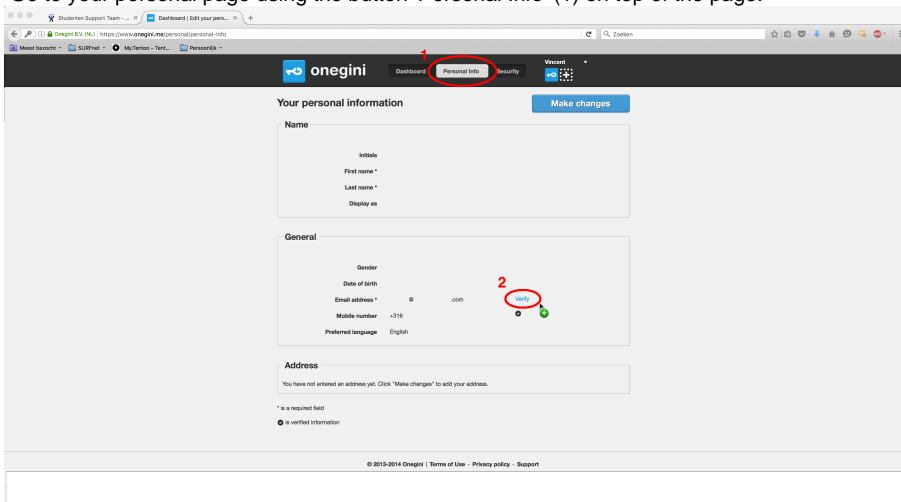 Go to your personal page using the button 'Personal Info' (1) on top of the page.
Studenten Support Team - ... × Dashboard | Edit your pers... × +
Onegini B.V. (NL) https://www.onegini.me/personal/personal-info Zoeken
Meest bezocht SURFnet My.Tentoo – Tent... Persoonlijk
1
onegini Dashboard Personal Info Security Vincent
Your personal information Make changes
Name
Initials
First name *
Last name *
Display as
General
Gender
Date of birth
2
Email address * @ .com Verify
Mobile number +316
Preferred language English
Address
You have not entered an address yet. Click "Make changes" to add your address.
* is a required field
is verified information
© 2013-2014 Onegini | Terms of Use - Privacy policy - Support